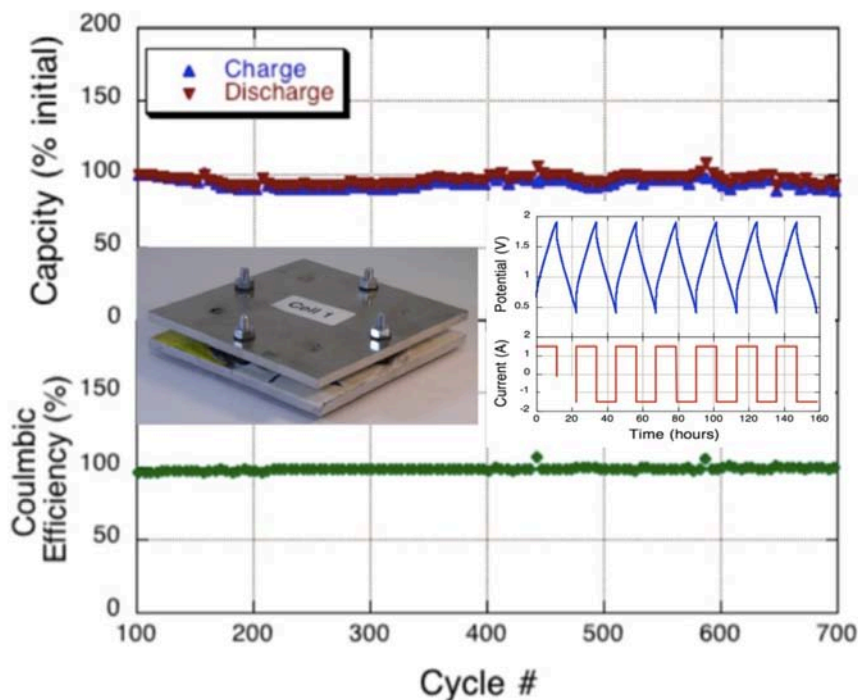 200
150
100
50
0
Capcity (% initial)
Charge
Discharge
Cell 1
2
1.5
1
0.5
0
Potential (V)
1
0
-1
-2
Current (A)
0 20 40 60 80 100 120 140 160
Time (hours)
150
100
50
0
Coulmbic
Efficiency (%)
100 200 300 400 500 600 700
Cycle #